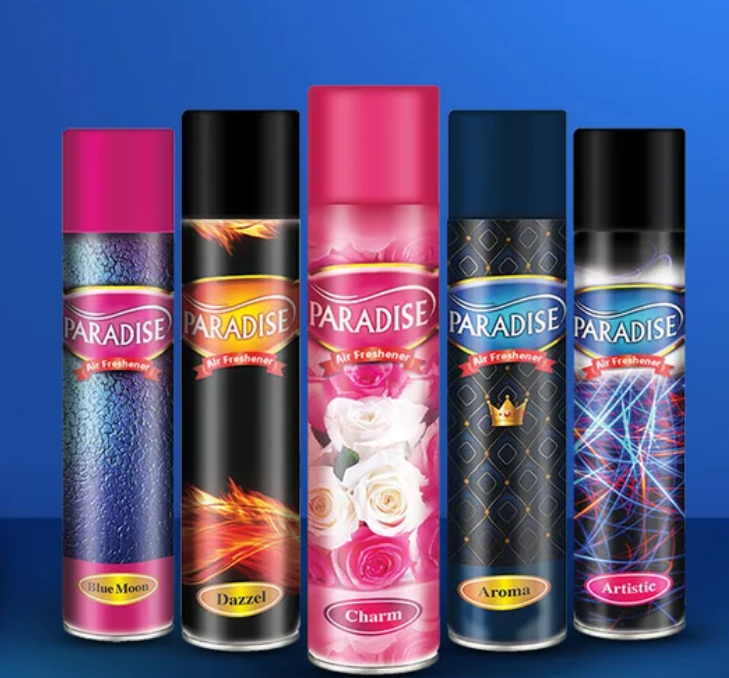 PARADISE
Air Freshener
Blue Moon
PARADISE
Air Freshener
Dazzel
PARADISE
Air Freshener
Charm
PARADISE
Air Freshener
Aroma
PARADISE
Air Freshener
Artistic